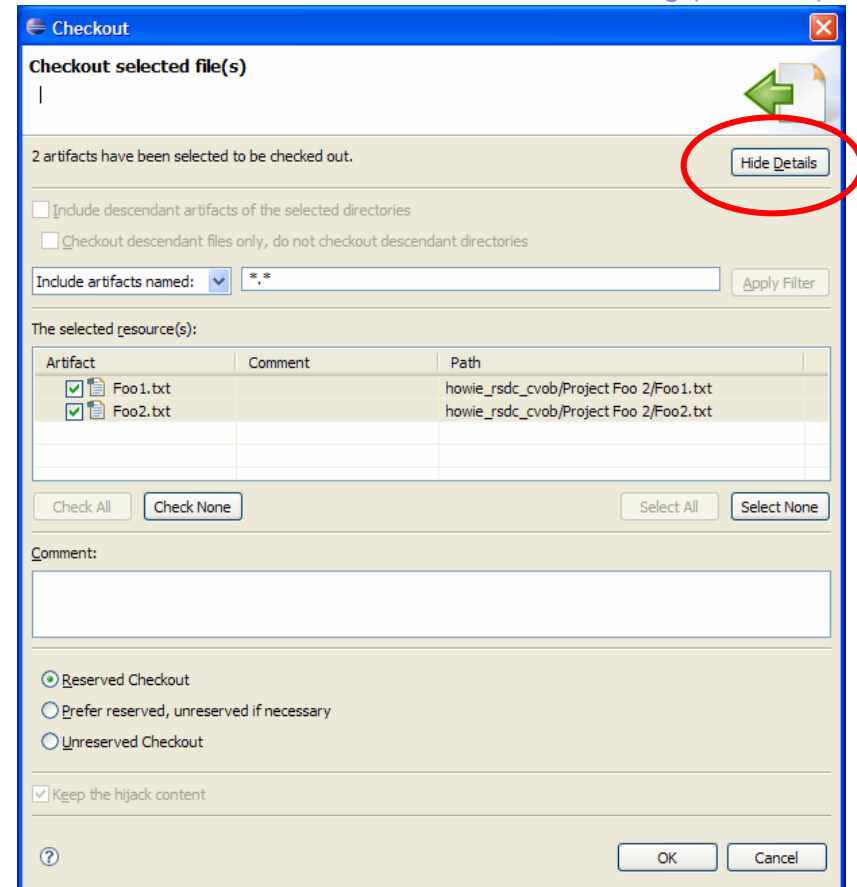 Checkout
Checkout selected file(s)
2 artifacts have been selected to be checked out.
Hide Details
Include descendant artifacts of the selected directories
Checkout descendant files only, do not checkout descendant directories
Include artifacts named: *.* Apply Filter
The selected resource(s):
Artifact Comment Path
Foo1.txt howie_rsdc_cvob/Project Foo 2/Foo1.txt
Foo2.txt howie_rsdc_cvob/Project Foo 2/Foo2.txt
Check All Check None Select All Select None
Comment:
Reserved Checkout
Prefer reserved, unreserved if necessary
Unreserved Checkout
Keep the hijack content
? OK Cancel